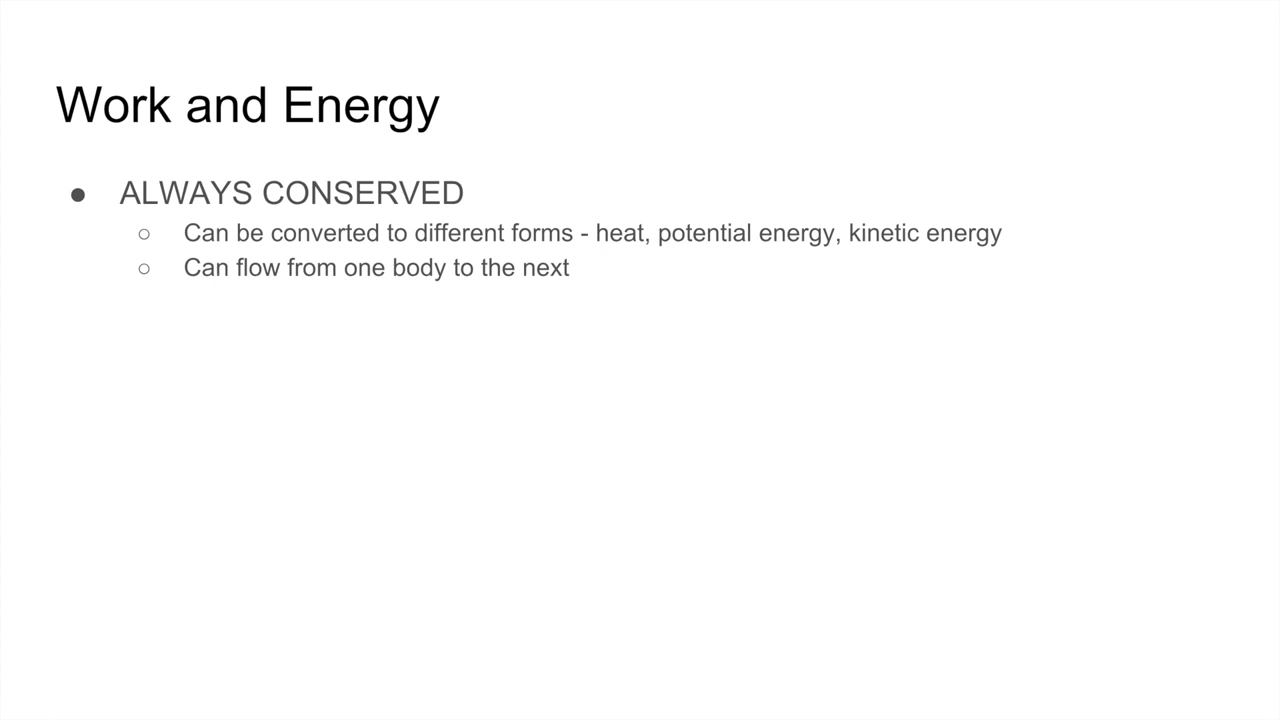 Work and Energy
● ALWAYS CONSERVED
○ Can be converted to different forms - heat, potential energy, kinetic energy
○ Can flow from one body to the next